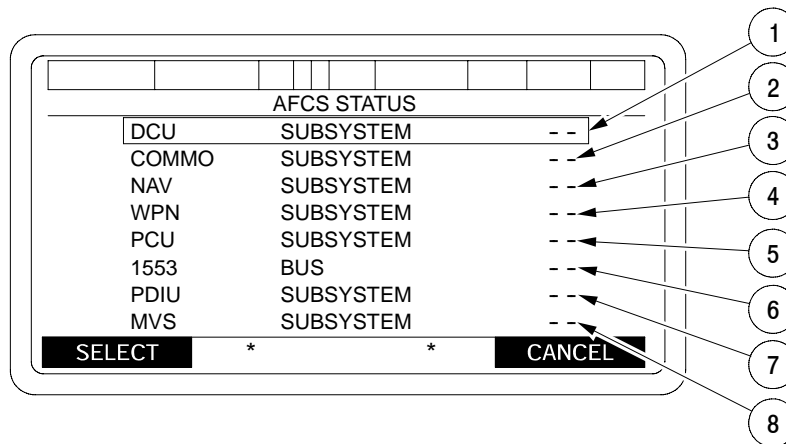 AFCS STATUS
DCU SUBSYSTEM - - 1
COMMO SUBSYSTEM - - 2
NAV SUBSYSTEM - - 3
WPN SUBSYSTEM - - 4
PCU SUBSYSTEM - - 5
1553 BUS - - 6
PDIU SUBSYSTEM - - 7
MVS SUBSYSTEM - - 8
SELECT * * CANCEL